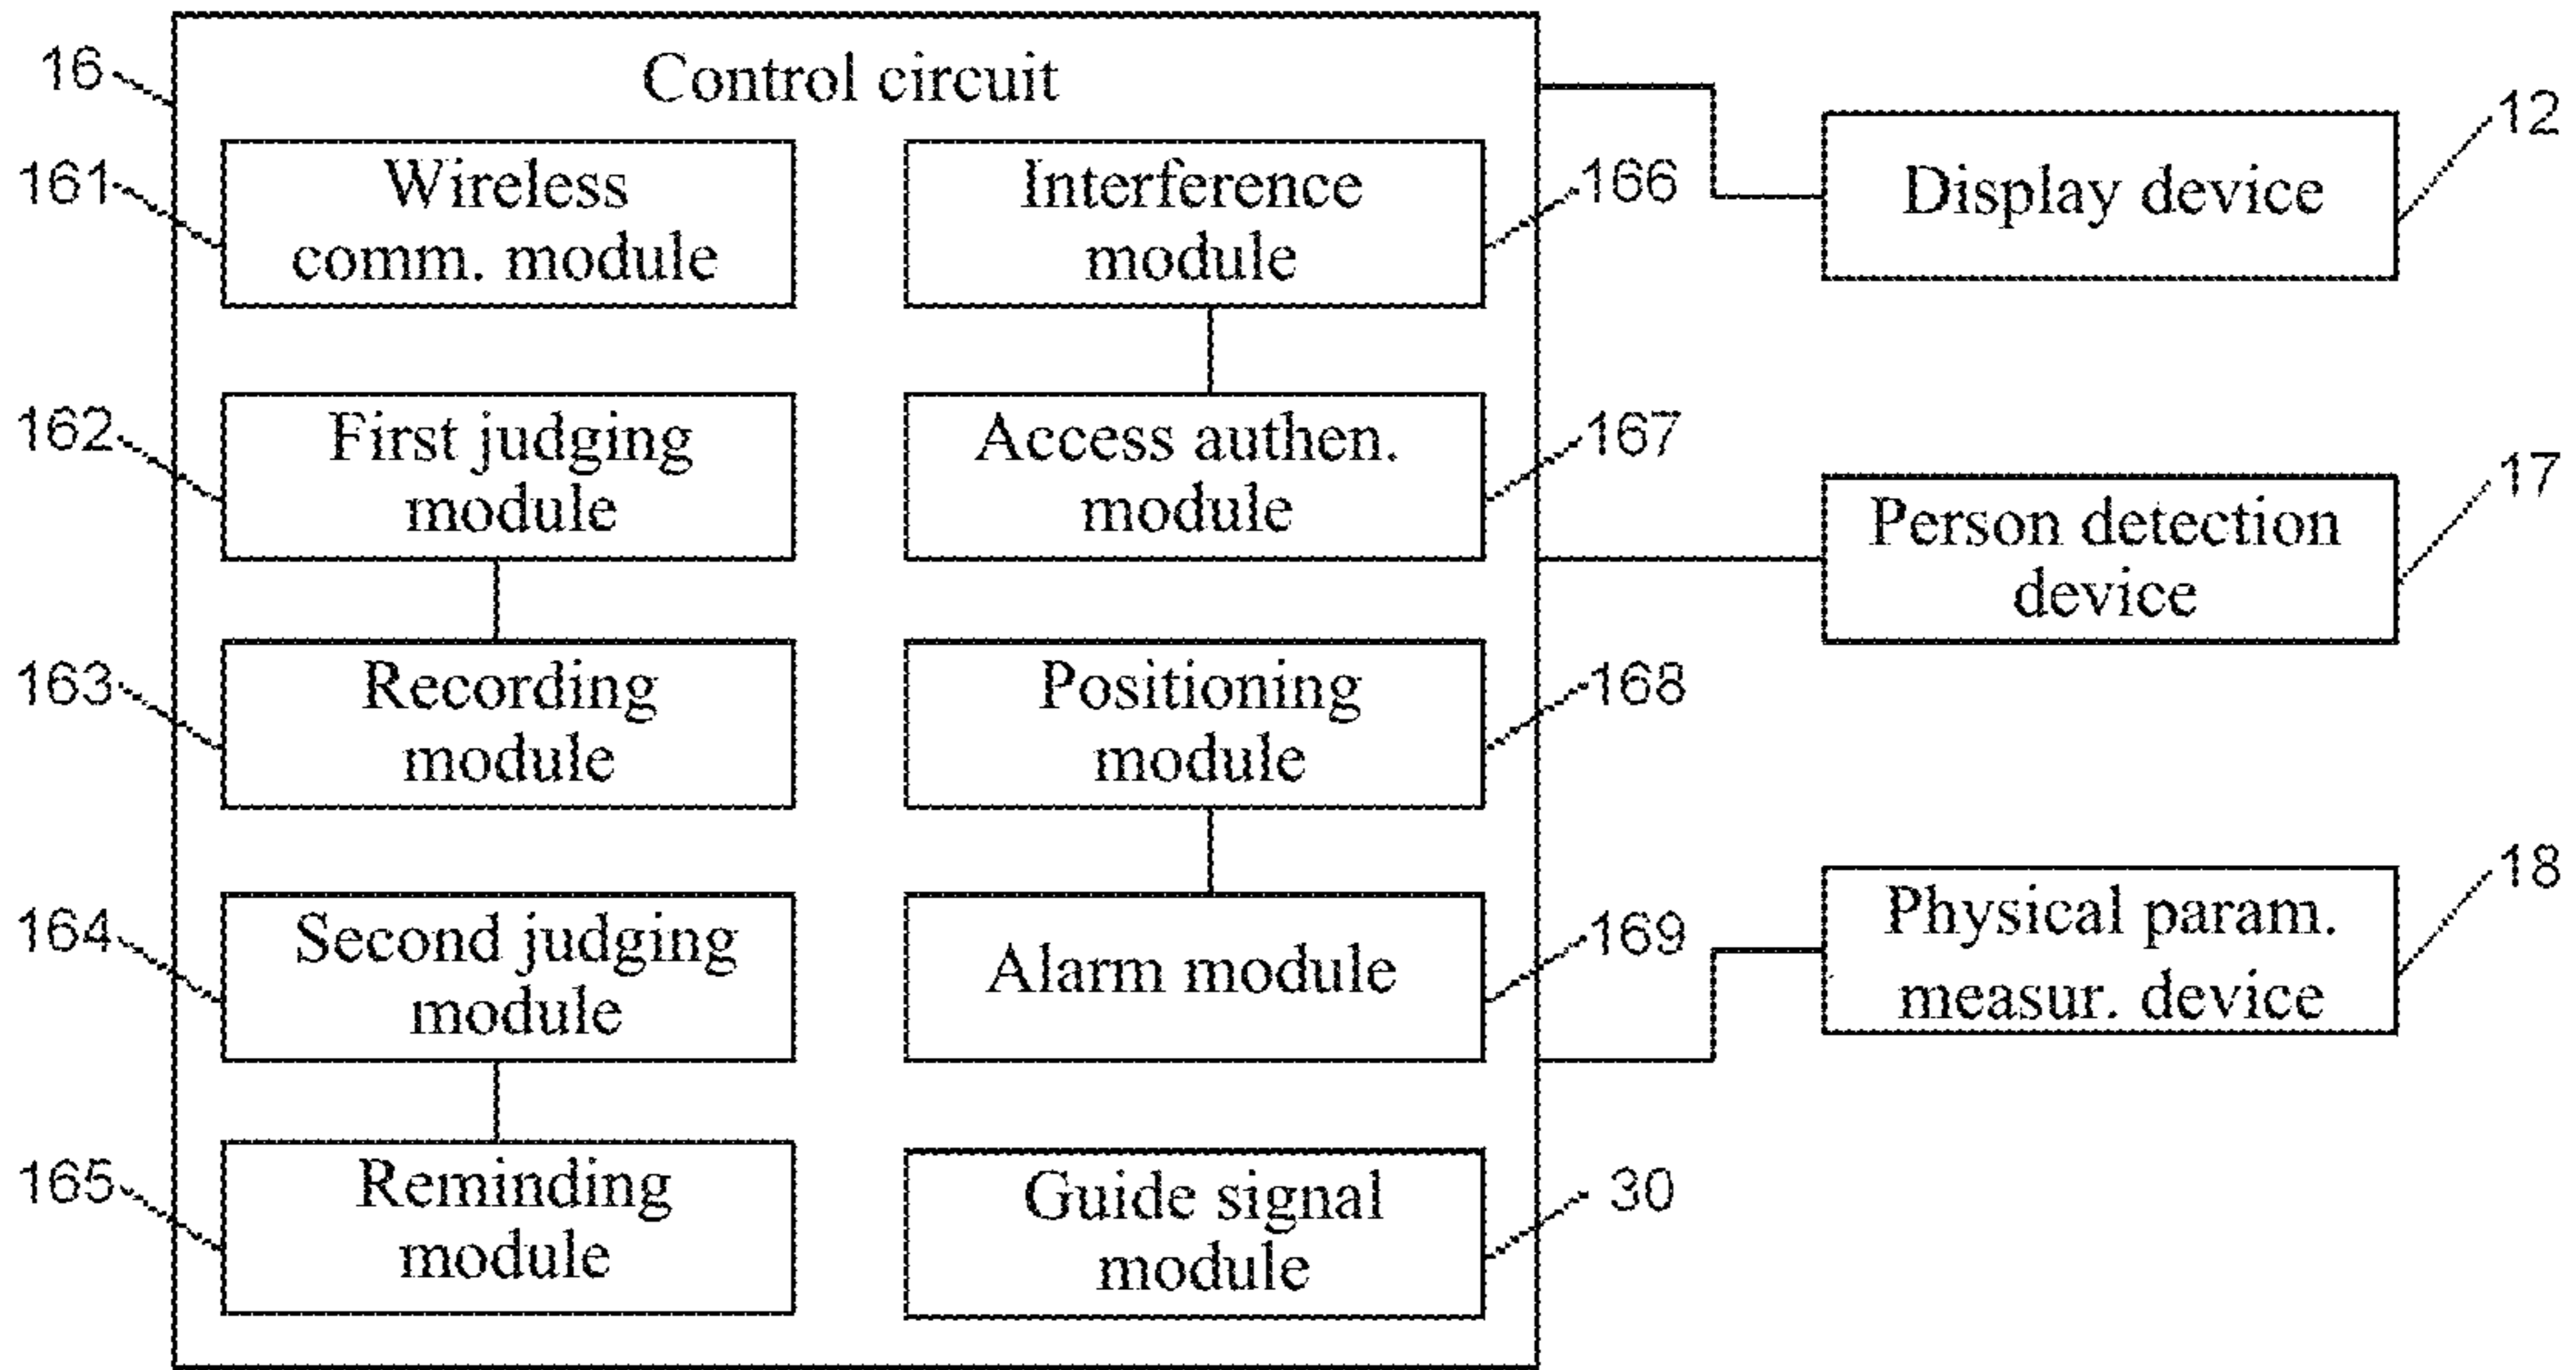 16
Control circuit
161
Wireless
comm. module
Interference
module
166
Display device
12
162
First judging
module
Access authen.
module
167
Person detection
device
17
163
Recording
module
Positioning
module
168
164
Second judging
module
Alarm module
169
Physical param.
measur. device
18
165
Reminding
module
Guide signal
module
30